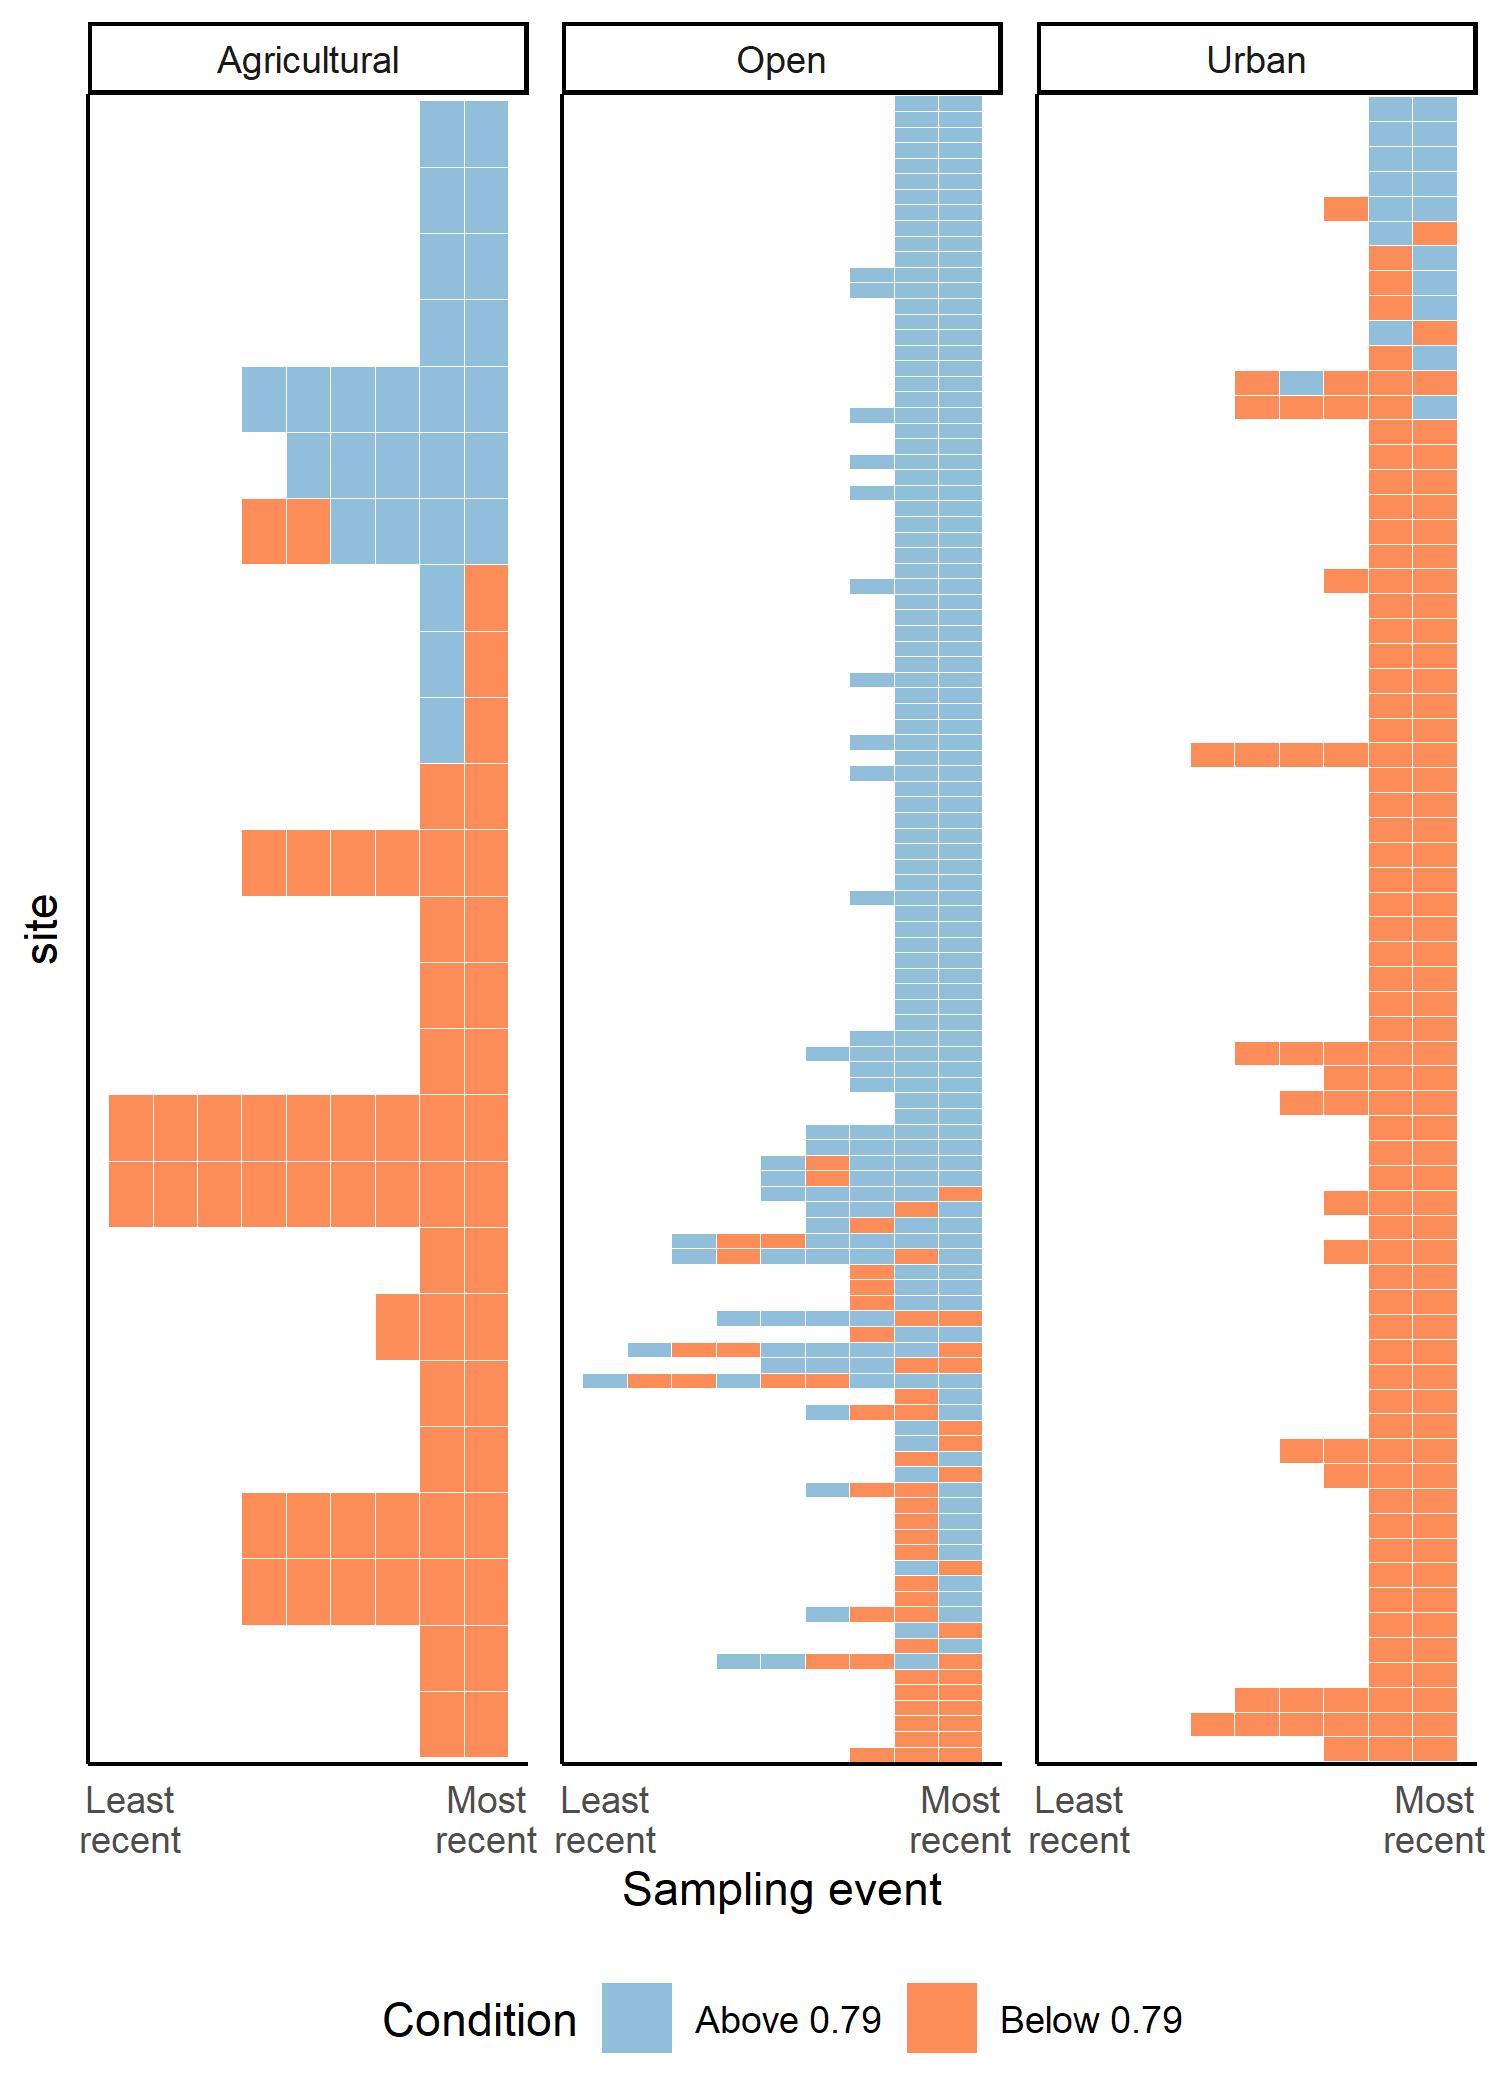 Agricultural Open Urban
site
Least Most Least Most Least Most
recent recent recent recent recent recent
Sampling event
Condition Above 0.79 Below 0.79